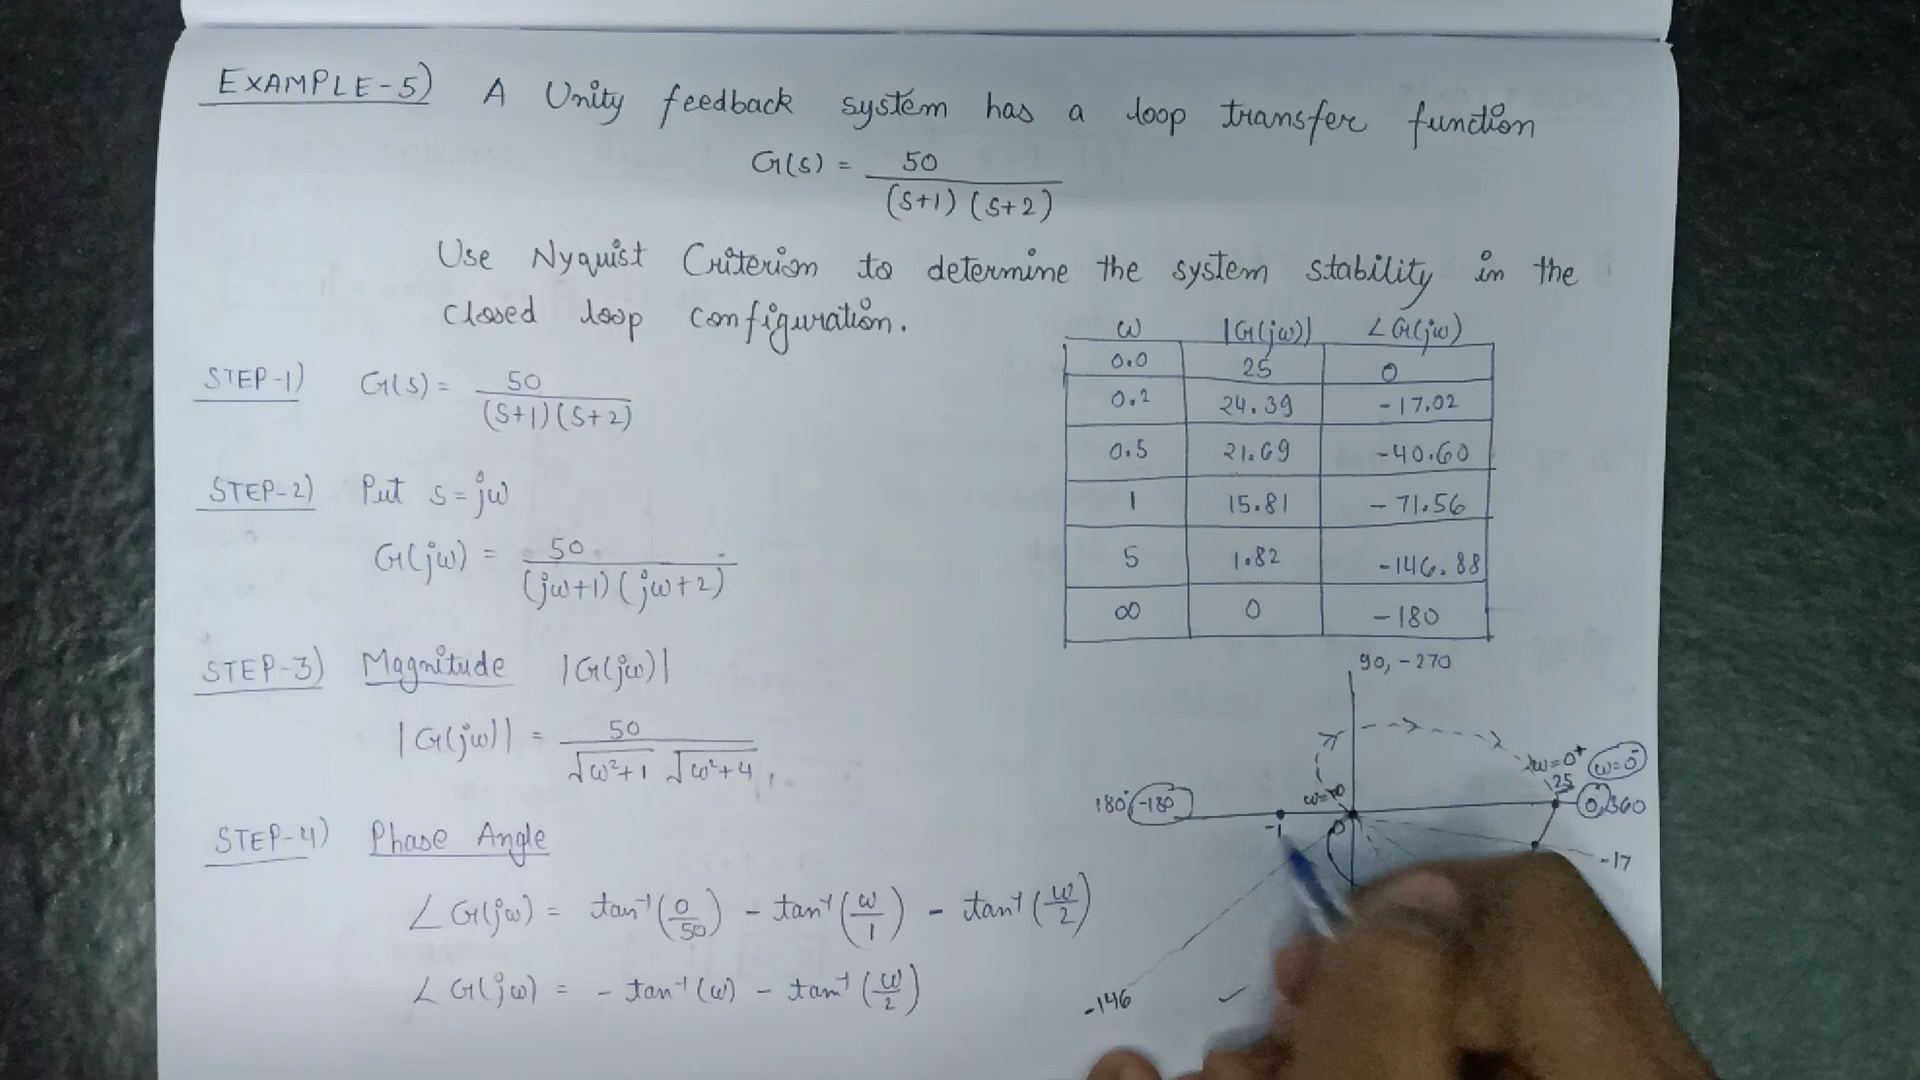 EXAMPLE-5) A Unity feedback system has a loop transfer function
G(s) = 50 / (s+1) (s+2)
Use Nyquist Criterion to determine the system stability in the
closed loop configuration.
STEP-1) G(s) = 50 / (s+1) (s+2)
STEP-2) Put s=jω
G(jω) = 50 / (jω+1) (jω+2)
STEP-3) Magnitude |G(jω)|
|G(jω)| = 50 / √ω²+1 √ω²+4
STEP-4) Phase Angle
∠G(jω) = tan⁻¹(0/50) - tan⁻¹(ω/1) - tan⁻¹(ω/2)
∠G(jω) = - tan⁻¹(ω) - tan⁻¹(ω/2)
ω |G(jω)| ∠G(jω)
0.0 25 0
0.2 24.39 -17.02
0.5 21.69 -40.60
1 15.81 -71.56
5 1.82 -146.88
∞ 0 -180
90, -270
ω=0⁺ ω=0⁻
25
180 -180
ω=∞
0,360
-1
0
-17
-146